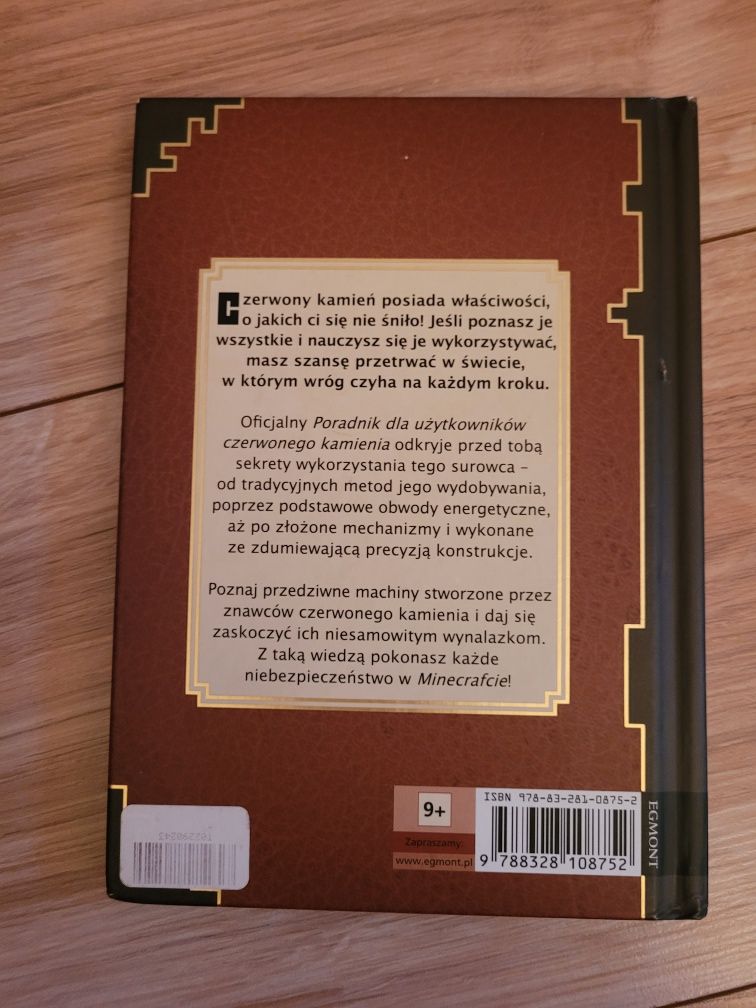 Czerwony kamień posiada właściwości,
o jakich ci się nie śniło! Jeśli poznasz je
wszystkie i nauczysz się je wykorzystywać,
masz szansę przetrwać w świecie,
w którym wróg czyha na każdym kroku.
Oficjalny Poradnik dla użytkowników
czerwonego kamienia odkryje przed tobą
sekrety wykorzystania tego surowca –
od tradycyjnych metod jego wydobywania,
poprzez podstawowe obwody energetyczne,
aż po złożone mechanizmy i wykonane
ze zdumiewającą precyzją konstrukcje.
Poznaj przedziwne machiny stworzone przez
znawców czerwonego kamienia i daj się
zaskoczyć ich niesamowitym wynalazkom.
Z taką wiedzą pokonasz każde
niebezpieczeństwo w Minecrafcie!
9+
Zapraszamy:
www.egmont.pl
ISBN 978-83-281-0875-2
9 788328 108752
EGMONT